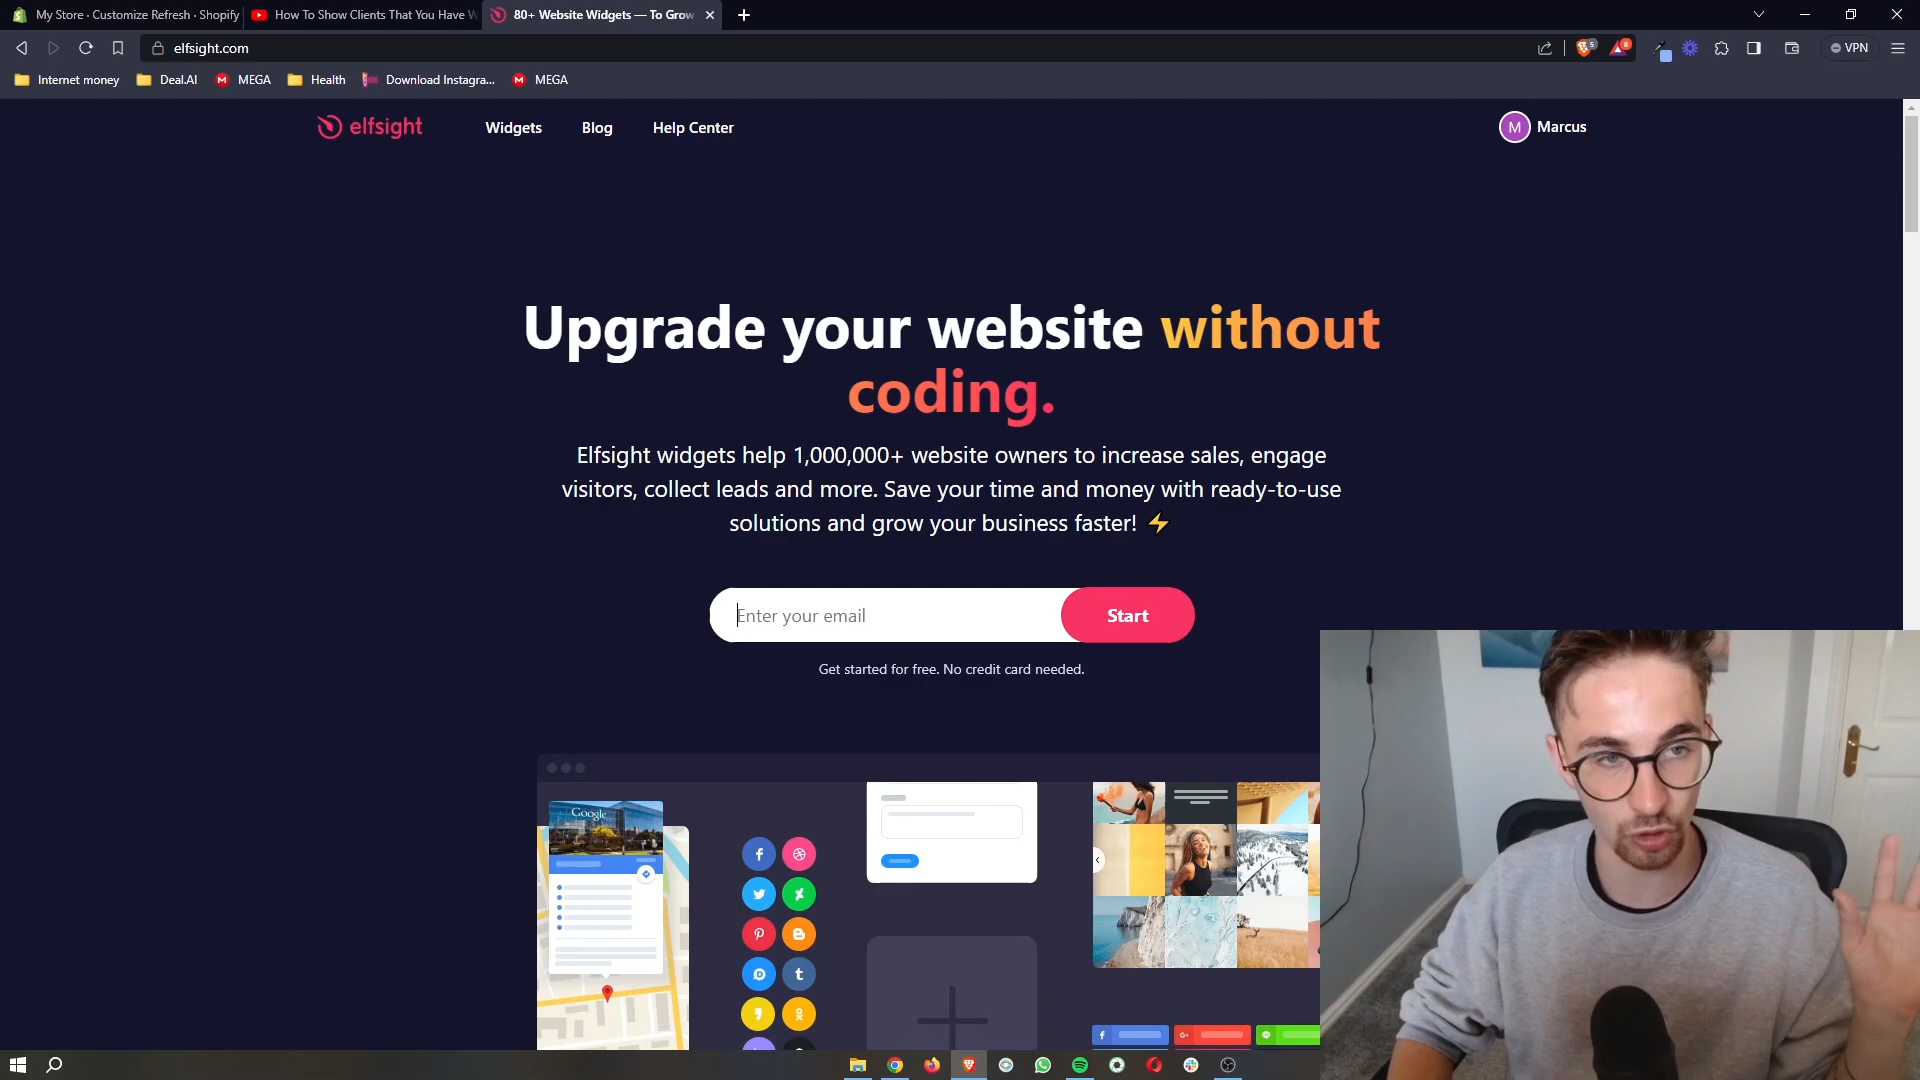 My Store · Customize Refresh · Shopify
How To Show Clients That You Have W
80+ Website Widgets — To Grow
elfsight.com
VPN
Internet money
Deal.AI
MEGA
Health
Download Instagra...
MEGA
elfsight
Widgets
Blog
Help Center
M
Marcus
Upgrade your website without
coding.
Elfsight widgets help 1,000,000+ website owners to increase sales, engage
visitors, collect leads and more. Save your time and money with ready-to-use
solutions and grow your business faster! ⚡
Enter your email
Start
Get started for free. No credit card needed.
Google